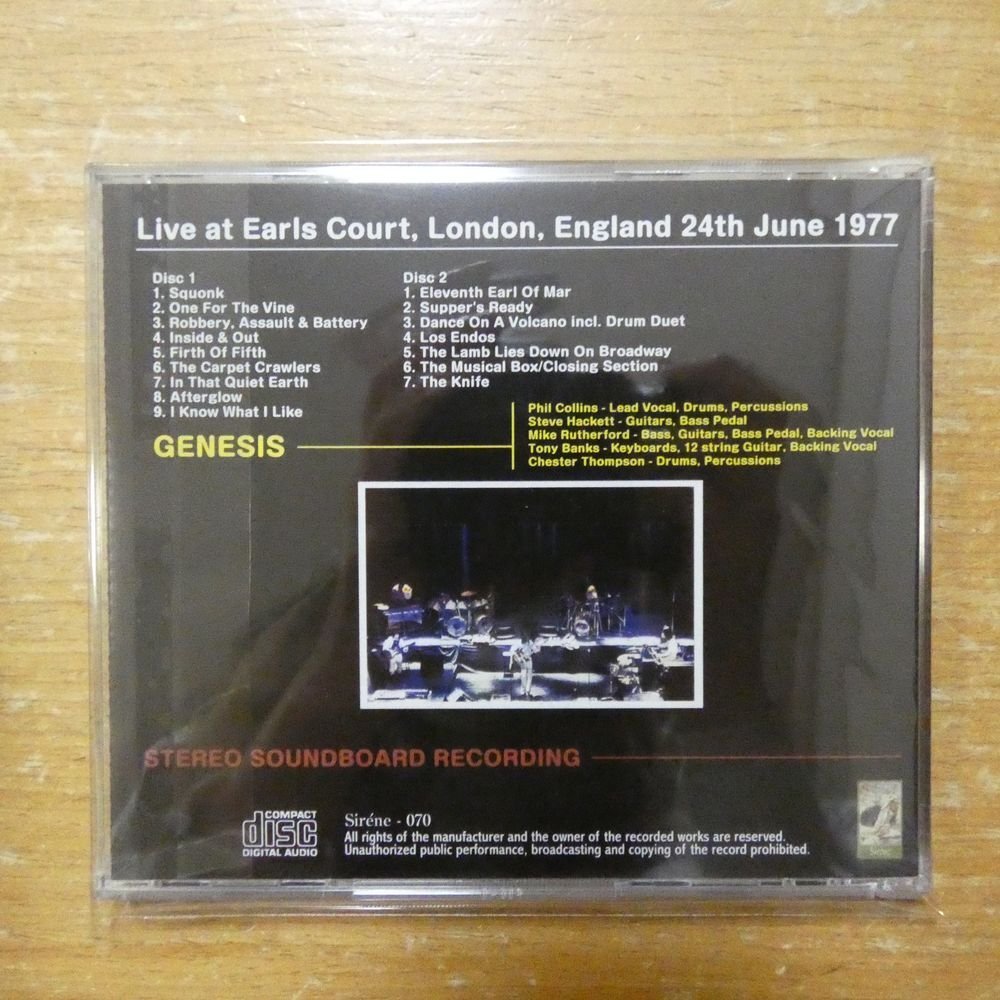 Live at Earls Court, London, England 24th June 1977
Disc 1
1. Squonk
2. One For The Vine
3. Robbery, Assault & Battery
4. Inside & Out
5. Firth Of Fifth
6. The Carpet Crawlers
7. In That Quiet Earth
8. Afterglow
9. I Know What I Like
Disc 2
1. Eleventh Earl Of Mar
2. Supper's Ready
3. Dance On A Volcano incl. Drum Duet
4. Los Endos
5. The Lamb Lies Down On Broadway
6. The Musical Box/Closing Section
7. The Knife
GENESIS
Phil Collins - Lead Vocal, Drums, Percussions
Steve Hackett - Guitars, Bass Pedal
Mike Rutherford - Bass, Guitars, Bass Pedal, Backing Vocal
Tony Banks - Keyboards, 12 string Guitar, Backing Vocal
Chester Thompson - Drums, Percussions
STEREO SOUNDBOARD RECORDING
COMPACT
disc
DIGITAL AUDIO
Siréne - 070
All rights of the manufacturer and the owner of the recorded works are reserved.
Unauthorized public performance, broadcasting and copying of the record prohibited.